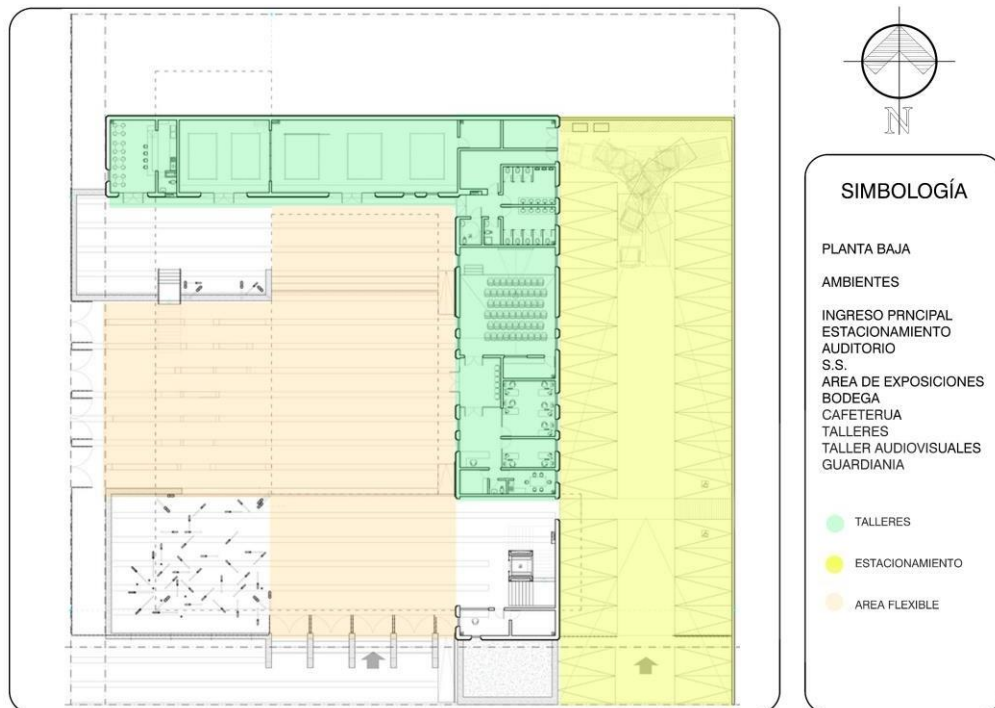 N
SIMBOLOGÍA
PLANTA BAJA
AMBIENTES
INGRESO PRNCIPAL
ESTACIONAMIENTO
AUDITORIO
S.S.
AREA DE EXPOSICIONES
BODEGA
CAFETERUA
TALLERES
TALLER AUDIOVISUALES
GUARDIANIA
TALLERES
ESTACIONAMIENTO
AREA FLEXIBLE